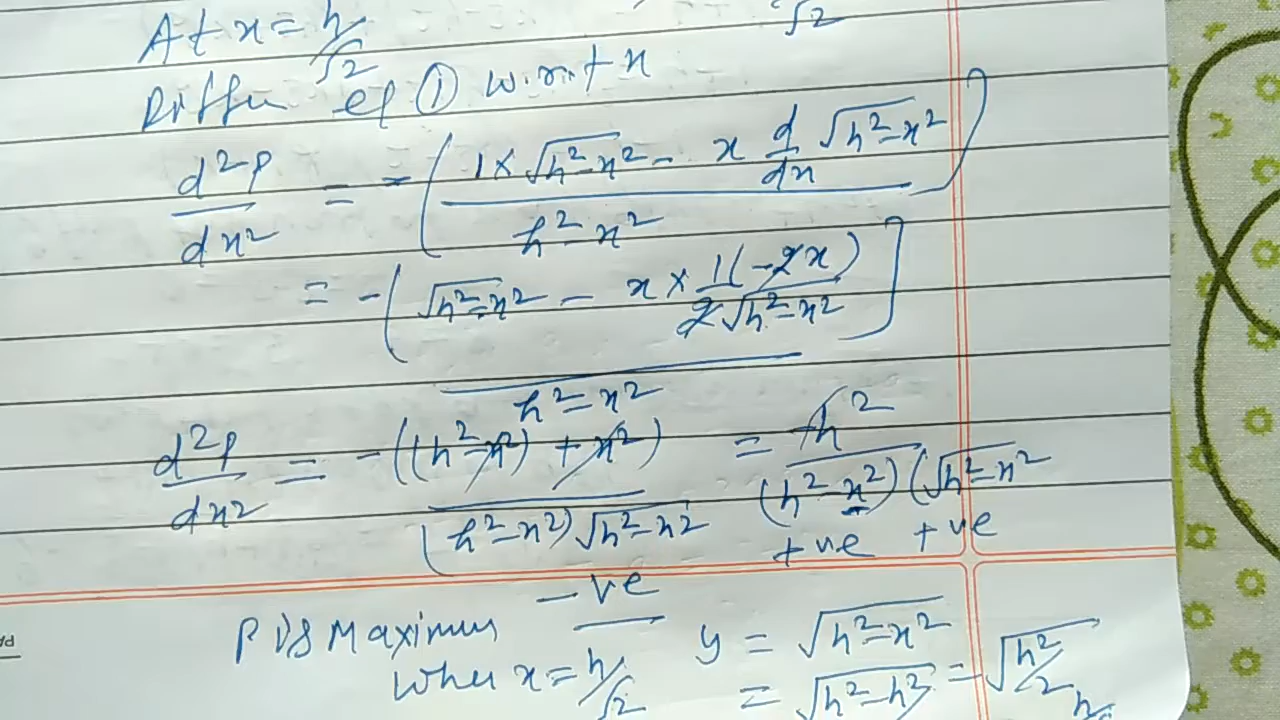 At x = h/√2 √2
Differ eq ① w.r.t x
d²P/dx² = -(1×√h²-x² - x d/dx √h²-x²)/h²-x²
= -(√h²-x² - x × 1(-2x)/2√h²-x²)/h²-x²
d²P/dx² = -((h²-x²) + x²)/(h²-x²)√h²-x² = -h²/(h²-x²)(√h²-x²
+ve +ve
-ve
P is Maximum y = √h²-x²
when x = h/√2 = √h²-h² = √h²/2 h